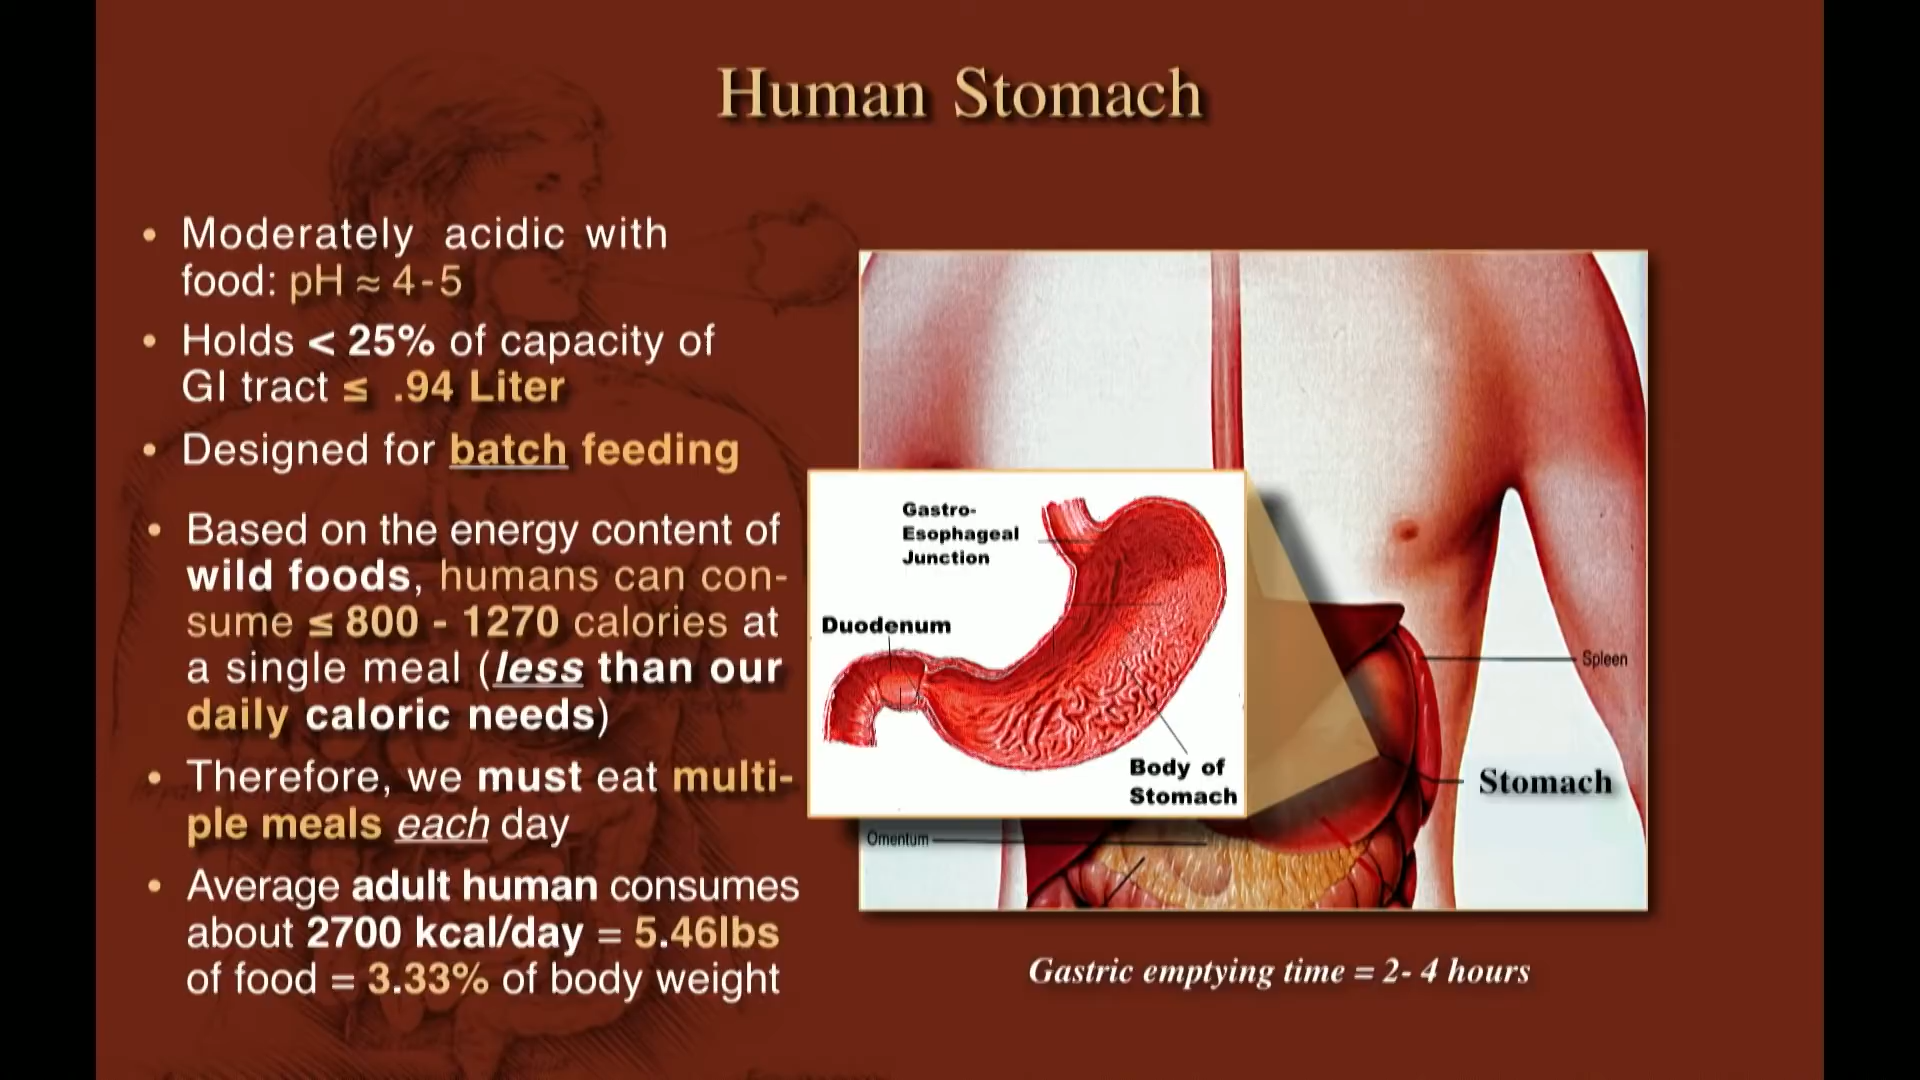 Human Stomach
• Moderately acidic with
food: pH ≈ 4-5
• Holds < 25% of capacity of
GI tract ≤ .94 Liter
• Designed for batch feeding
• Based on the energy content of
wild foods, humans can con-
sume ≤ 800 - 1270 calories at
a single meal (less than our
daily caloric needs)
• Therefore, we must eat multi-
ple meals each day
• Average adult human consumes
about 2700 kcal/day = 5.46lbs
of food = 3.33% of body weight
Gastro-
Esophageal
Junction
Duodenum
Body of
Stomach
Spleen
Stomach
Omentum
Gastric emptying time = 2- 4 hours